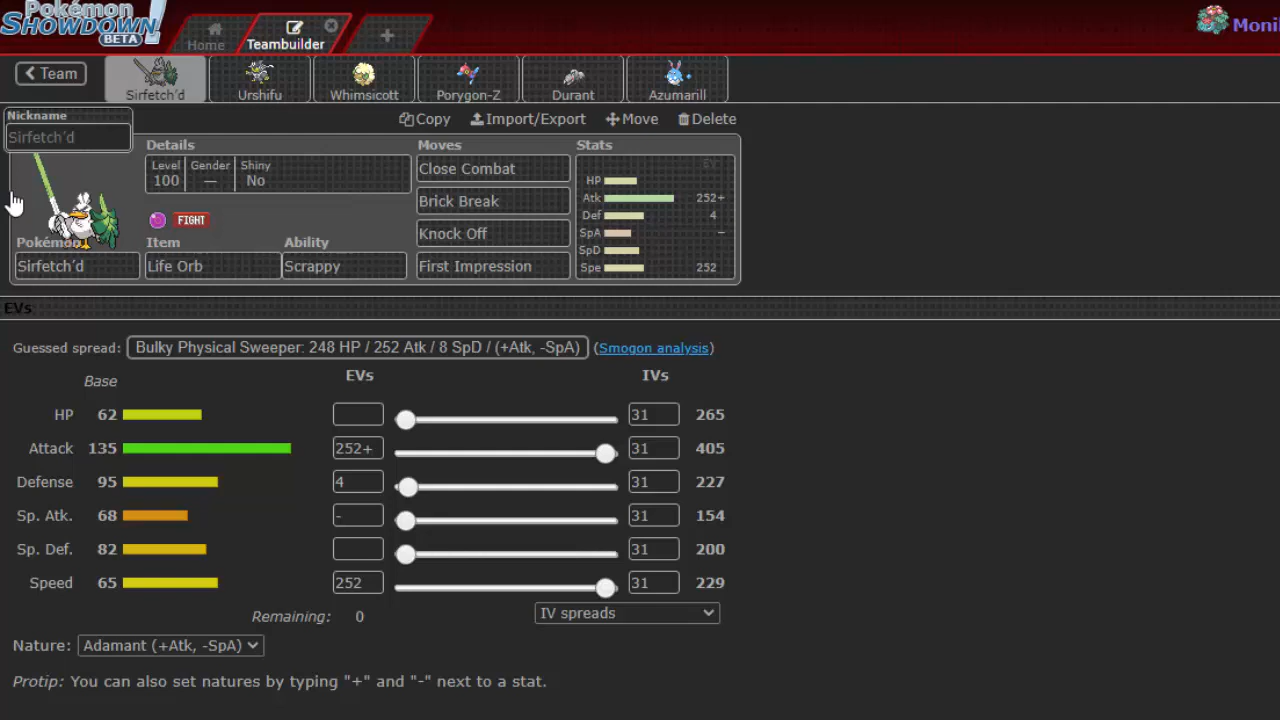 Pokémon
SHOWDOWN!
BETA
Home
Teambuilder
+
Moni
Team
Sirfetch'd
Urshifu
Whimsicott
Porygon-Z
Durant
Azumarill
Nickname
Sirfetch'd
Copy Import/Export Move Delete
Details
Level Gender Shiny
100 — No
FIGHT
Pokémon Item Ability
Sirfetch'd Life Orb Scrappy
Moves
Close Combat
Brick Break
Knock Off
First Impression
Stats
EV
HP
Atk 252+
Def 4
SpA –
SpD
Spe 252
EVs
Guessed spread: Bulky Physical Sweeper: 248 HP / 252 Atk / 8 SpD / (+Atk, -SpA) (Smogon analysis)
Base EVs IVs
HP 62 31 265
Attack 135 252+ 31 405
Defense 95 4 31 227
Sp. Atk. 68 - 31 154
Sp. Def. 82 31 200
Speed 65 252 31 229
Remaining: 0 IV spreads
Nature: Adamant (+Atk, -SpA)
Protip: You can also set natures by typing "+" and "-" next to a stat.